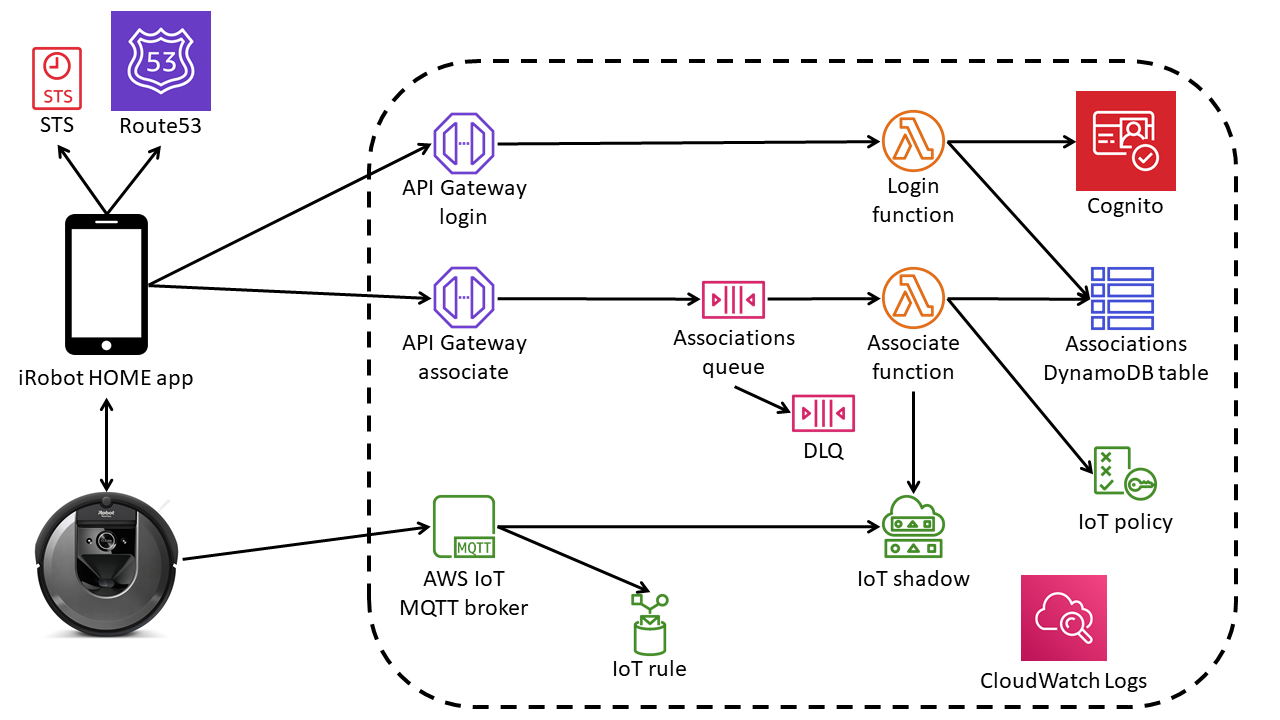 53
STS
STS
Route53
API Gateway
login
Login
function
Cognito
iRobot HOME app
API Gateway
associate
Associations
queue
Associate
function
Associations
DynamoDB table
DLQ
iRobot
MQTT
AWS IoT
MQTT broker
IoT rule
IoT shadow
IoT policy
CloudWatch Logs